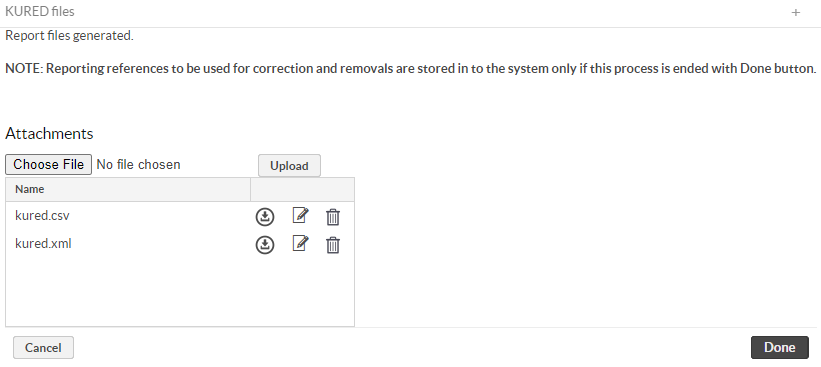 KURED files +
Report files generated.
NOTE: Reporting references to be used for correction and removals are stored in to the system only if this process is ended with Done button.
Attachments
Choose File No file chosen Upload
Name
kured.csv
kured.xml
Cancel Done